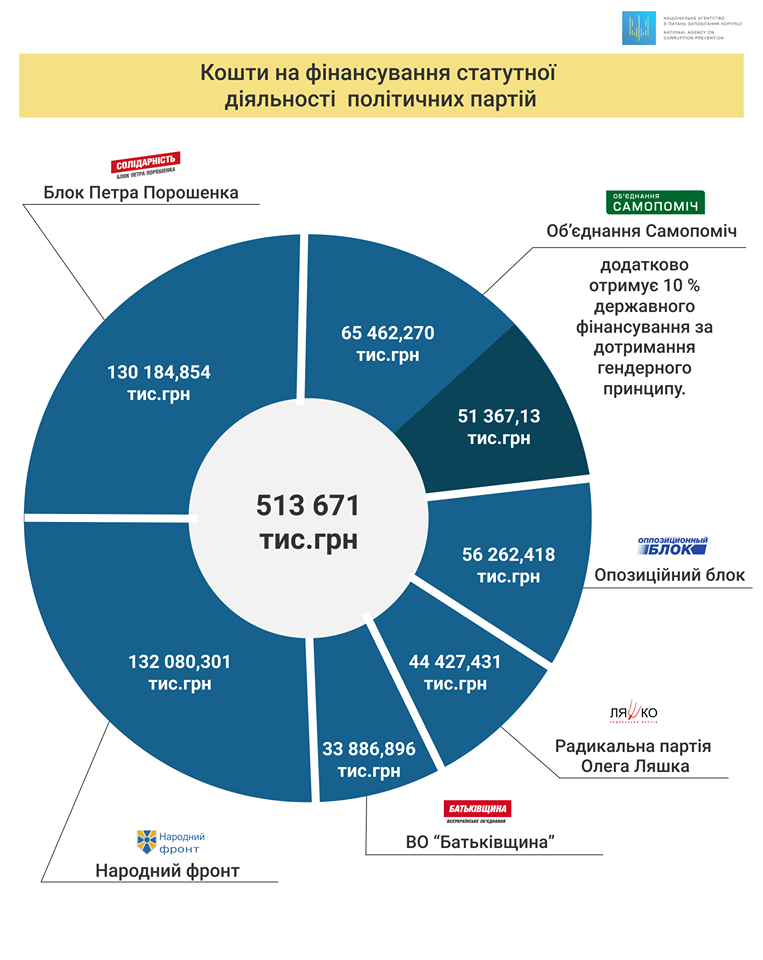 НАЦІОНАЛЬНЕ АГЕНТСТВО
З ПИТАНЬ ЗАПОБІГАННЯ КОРУПЦІЇ
NATIONAL AGENCY ON
CORRUPTION PREVENTION
Кошти на фінансування статутної
діяльності політичних партій
СОЛІДАРНІСТЬ
БЛОК ПЕТРА ПОРОШЕНКА
Блок Петра Порошенка
ОБ'ЄДНАННЯ
САМОПОМІЧ
Об'єднання Самопоміч
додатково
отримує 10 %
державного
фінансування за
дотримання
гендерного
принципу.
65 462,270
тис.грн
130 184,854
тис.грн
51 367,13
тис.грн
513 671
тис.грн
56 262,418
тис.грн
ОППОЗИЦИОННЫЙ
БЛОК
Опозиційний блок
132 080,301
тис.грн
44 427,431
тис.грн
33 886,896
тис.грн
ЛЯШКО
РАДИКАЛЬНА ПАРТІЯ
Радикальна партія
Олега Ляшка
БАТЬКІВЩИНА
ВСЕУКРАЇНСЬКЕ ОБ'ЄДНАННЯ
ВО “Батьківщина”
Народний
фронт
Народний фронт